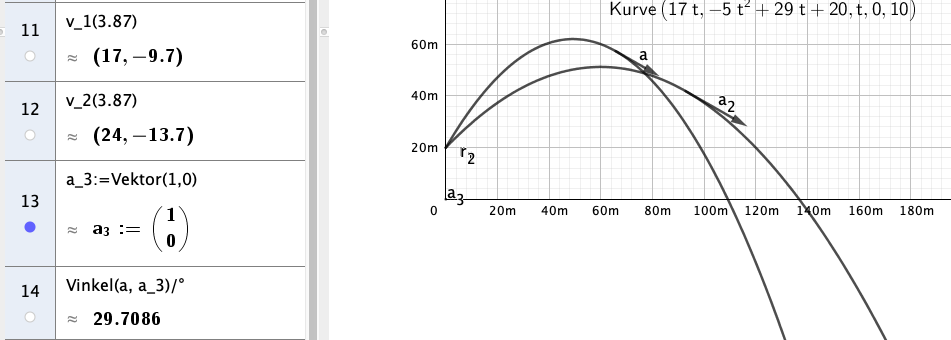 11
v_1(3.87)
≈ (17, −9.7)
12
v_2(3.87)
≈ (24, −13.7)
13
a_3:=Vektor(1,0)
≈ a₃ := (1
0)
14
Vinkel(a, a_3)/°
≈ 29.7086
Kurve (17 t, −5 t² + 29 t + 20, t, 0, 10)
60m
40m
20m
0 20m 40m 60m 80m 100m 120m 140m 160m 180m
a
a₂
r₂
a₃